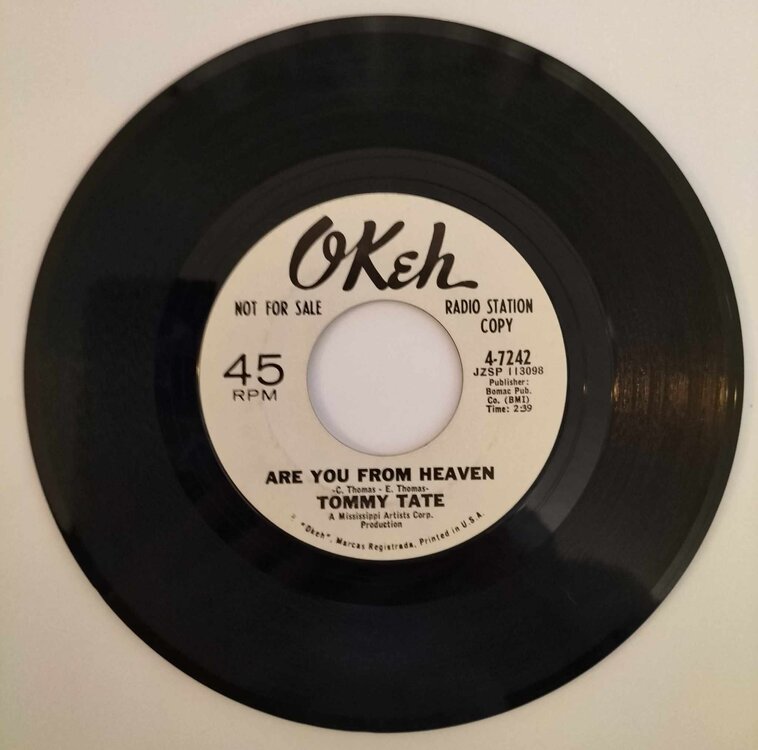 OKeh
NOT FOR SALE
RADIO STATION
COPY
45
RPM
4-7242
JZSP 113098
Publisher:
Bomac Pub.
Co. (BMI)
Time: 2:39
ARE YOU FROM HEAVEN
-C. Thomas - E. Thomas-
TOMMY TATE
A Mississippi Artists Corp.
Production
"Okeh", Marcas Registrada, Printed in U.S.A.